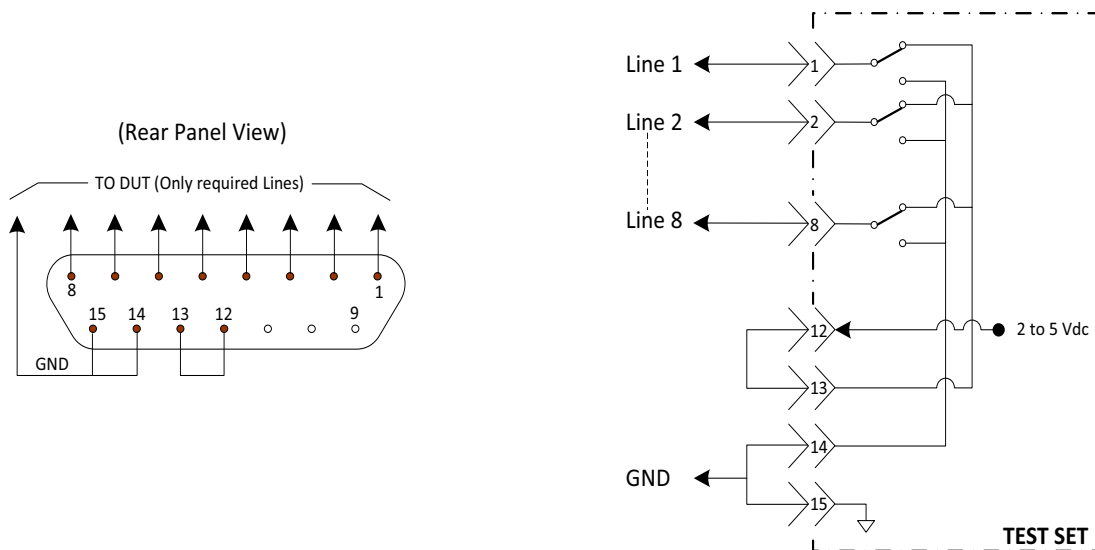 (Rear Panel View)
TO DUT (Only required Lines)
8
1
15
14
13
12
9
GND
Line 1
1
Line 2
2
Line 8
8
12
2 to 5 Vdc
13
14
GND
15
TEST SET